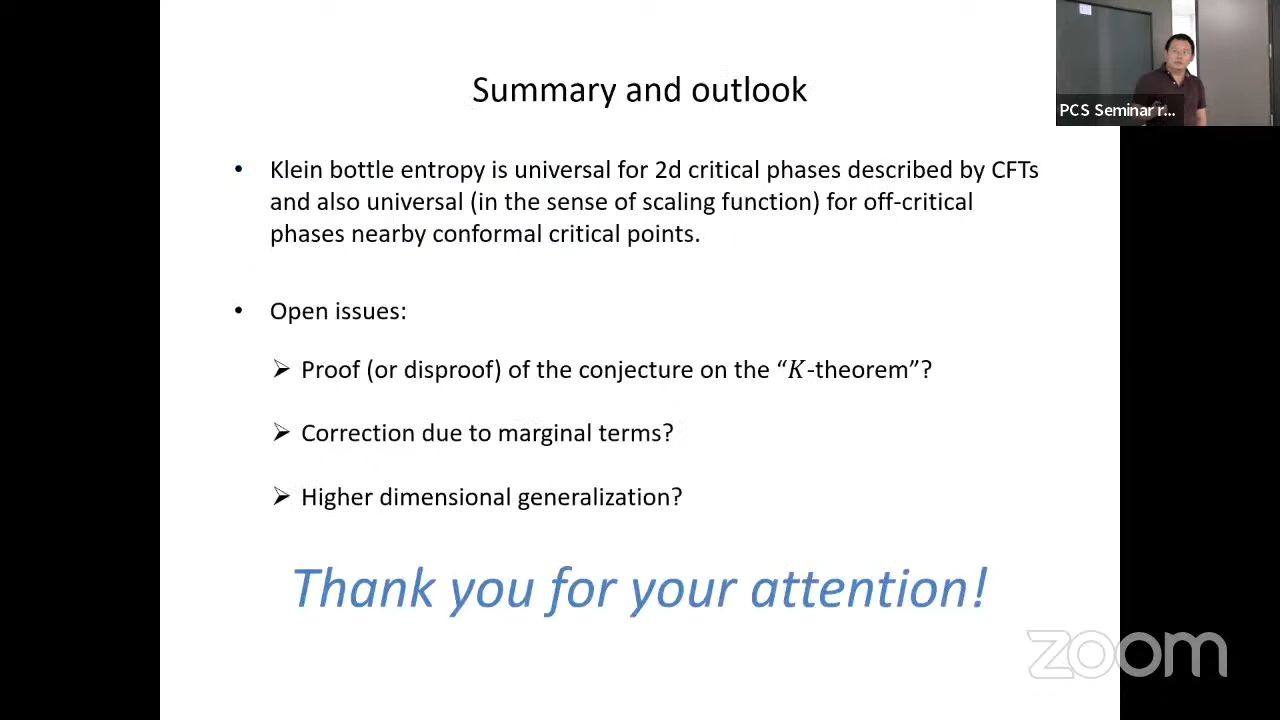 Summary and outlook
PCS Seminar r...
• Klein bottle entropy is universal for 2d critical phases described by CFTs
and also universal (in the sense of scaling function) for off-critical
phases nearby conformal critical points.
• Open issues:
➢ Proof (or disproof) of the conjecture on the “K-theorem”?
➢ Correction due to marginal terms?
➢ Higher dimensional generalization?
Thank you for your attention!
zoom